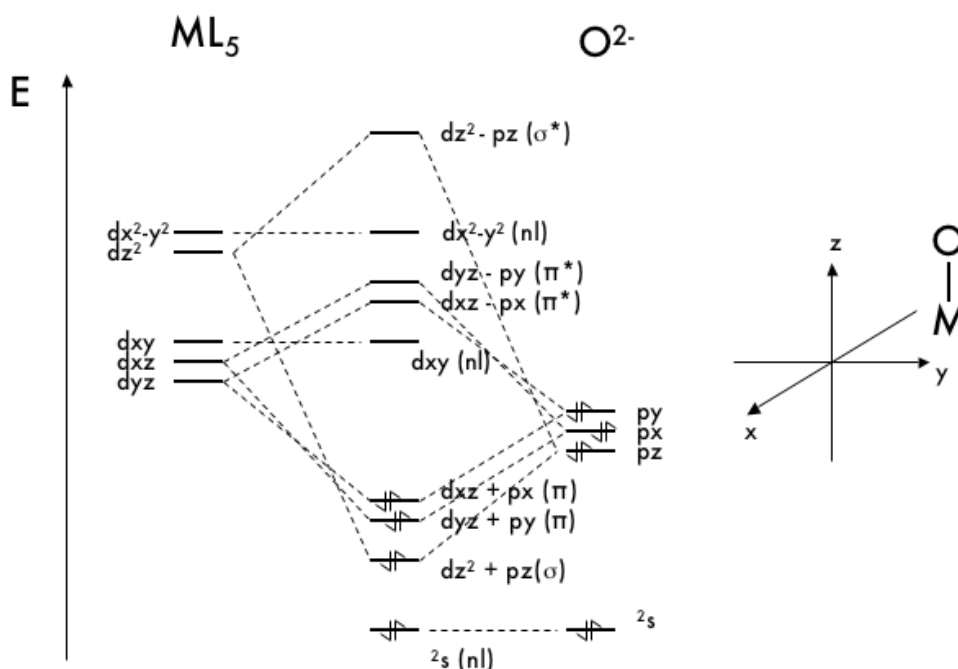 ML₅ O²⁻
E
dz² - pz (σ*)
dx²-y² dx²-y² (nl)
dz²
dyz - py (π*)
dxz - px (π*)
dxy
dxy (nl)
dxz
dyz
py
px
pz
dxz + px (π)
dyz + py (π)
dz² + pz(σ)
²s
²s (nl)
O
z
M
y
x